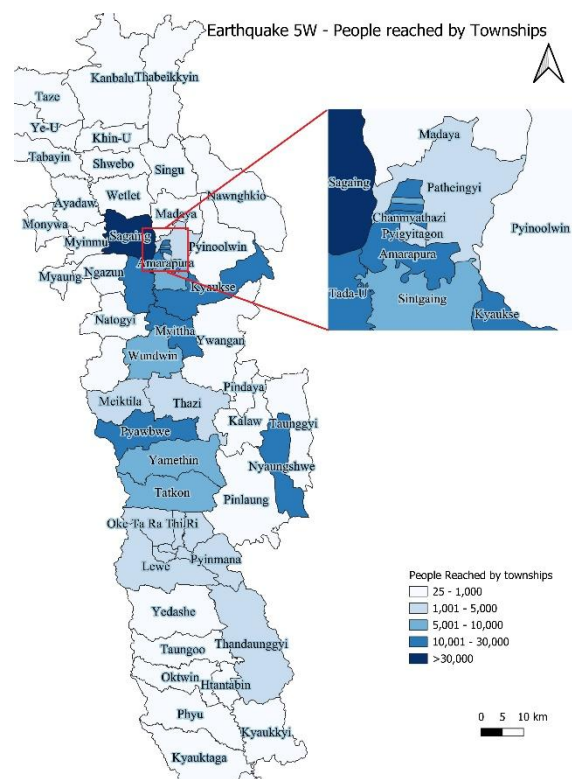 Earthquake 5W - People reached by Townships
Kanbalu
Thabeikkyin
Taze
Ye-U
Khin-U
Tabayin
Shwebo
Singu
Ayadaw
Wetlet
Nawnghkio
Monywa
Madaya
Sagaing
Myinmu
Pyinoolwin
Amarapura
Ngazun
Myaung
Kyaukse
Natogyi
Myittha
Ywangan
Wundwin
Pindaya
Meiktila
Thazi
Taunggyi
Kalaw
Pyawbwe
Nyaungshwe
Yamethin
Pinlaung
Tatkon
Oke Ta Ra Thi Ri
Pyinmana
Lewe
Yedashe
Thandaunggyi
Taungoo
Oktwin
Htantabin
Phyu
Kyaukkyi
Kyauktaga
Madaya
Sagaing
Patheingyi
Chanmyathazi
Pyinoolwin
Pyigyitagon
Amarapura
Tada-U
Sintgaing
Kyaukse
People Reached by townships
25 - 1,000
1,001 - 5,000
5,001 - 10,000
10,001 - 30,000
>30,000
0 5 10 km